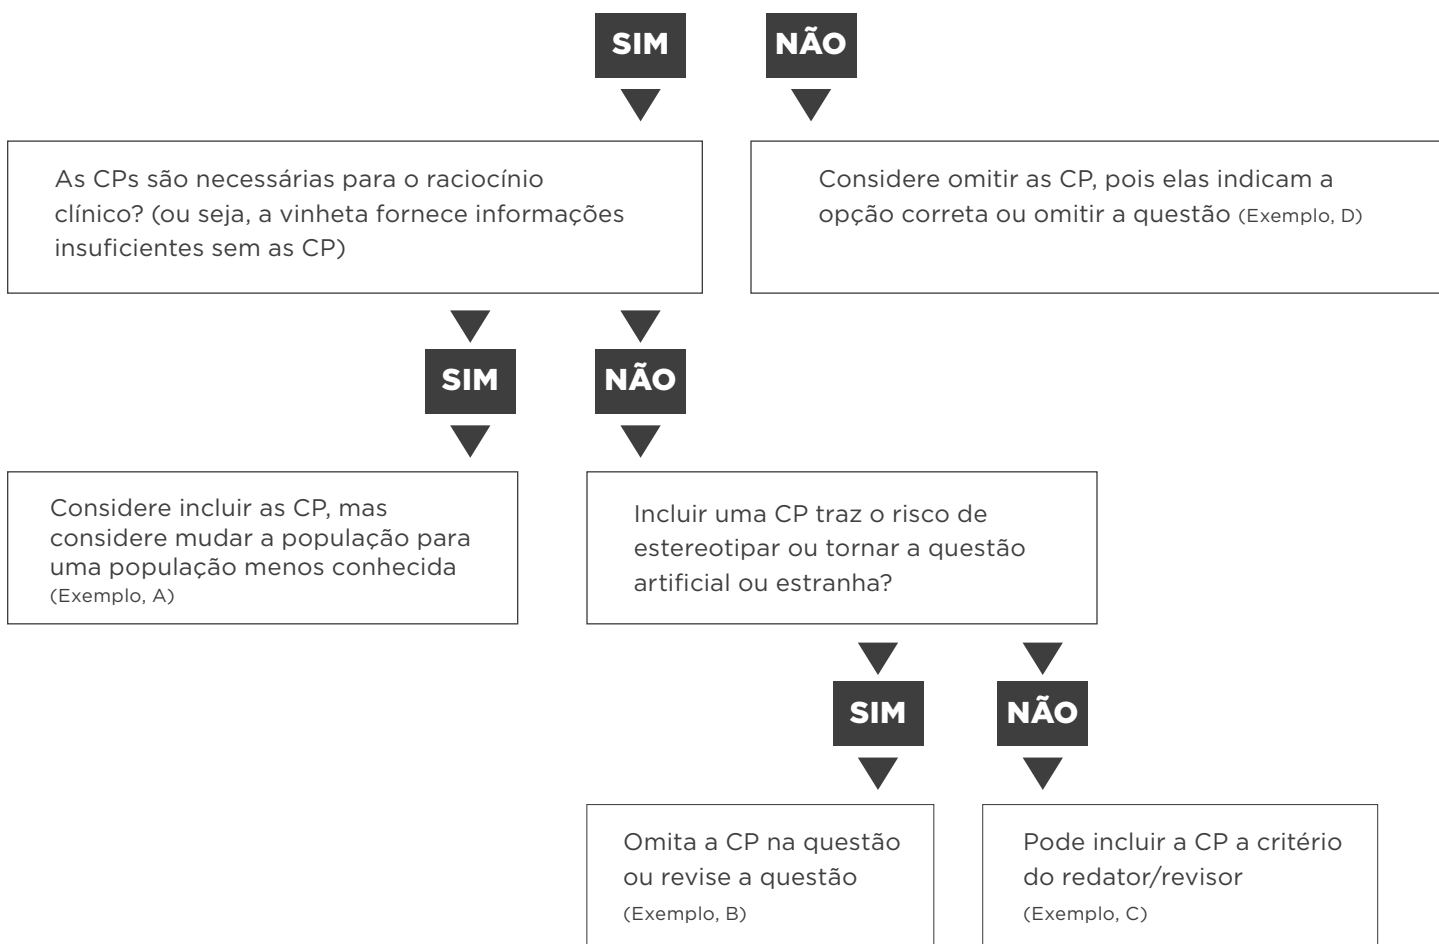 SIM
NÃO
As CPs são necessárias para o raciocínio
clínico? (ou seja, a vinheta fornece informações
insuficientes sem as CP)
Considere omitir as CP, pois elas indicam a
opção correta ou omitir a questão (Exemplo, D)
SIM
NÃO
Considere incluir as CP, mas
considere mudar a população para
uma população menos conhecida
(Exemplo, A)
Incluir uma CP traz o risco de
estereotipar ou tornar a questão
artificial ou estranha?
SIM
NÃO
Omita a CP na questão
ou revise a questão
(Exemplo, B)
Pode incluir a CP a critério
do redator/revisor
(Exemplo, C)